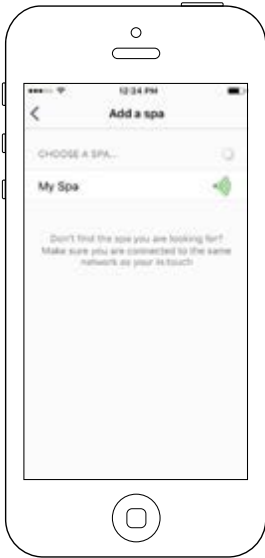 12:34 PM
Add a spa
CHOOSE A SPA...
My Spa
Don't find the spa you are looking for?
Make sure you are connected to the same
network as your in.touch